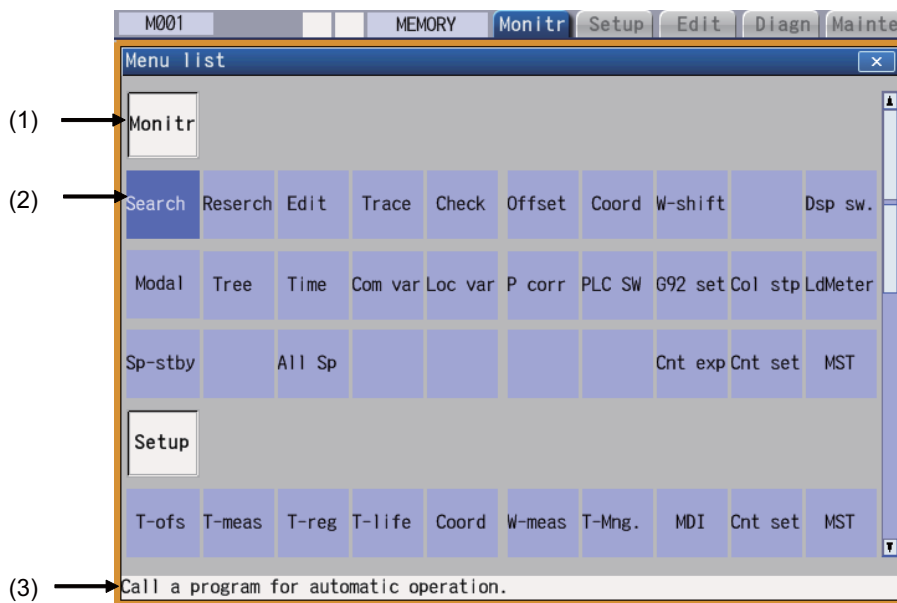 M001 MEMORY Monitr Setup Edit Diagn Mainte
Menu list ×
(1) Monitr
(2) Search Reserch Edit Trace Check Offset Coord W-shift Dsp sw.
Modal Tree Time Com var Loc var P corr PLC SW G92 set Col stp LdMeter
Sp-stby All Sp Cnt exp Cnt set MST
Setup
T-ofs T-meas T-reg T-life Coord W-meas T-Mng. MDI Cnt set MST
(3) Call a program for automatic operation.